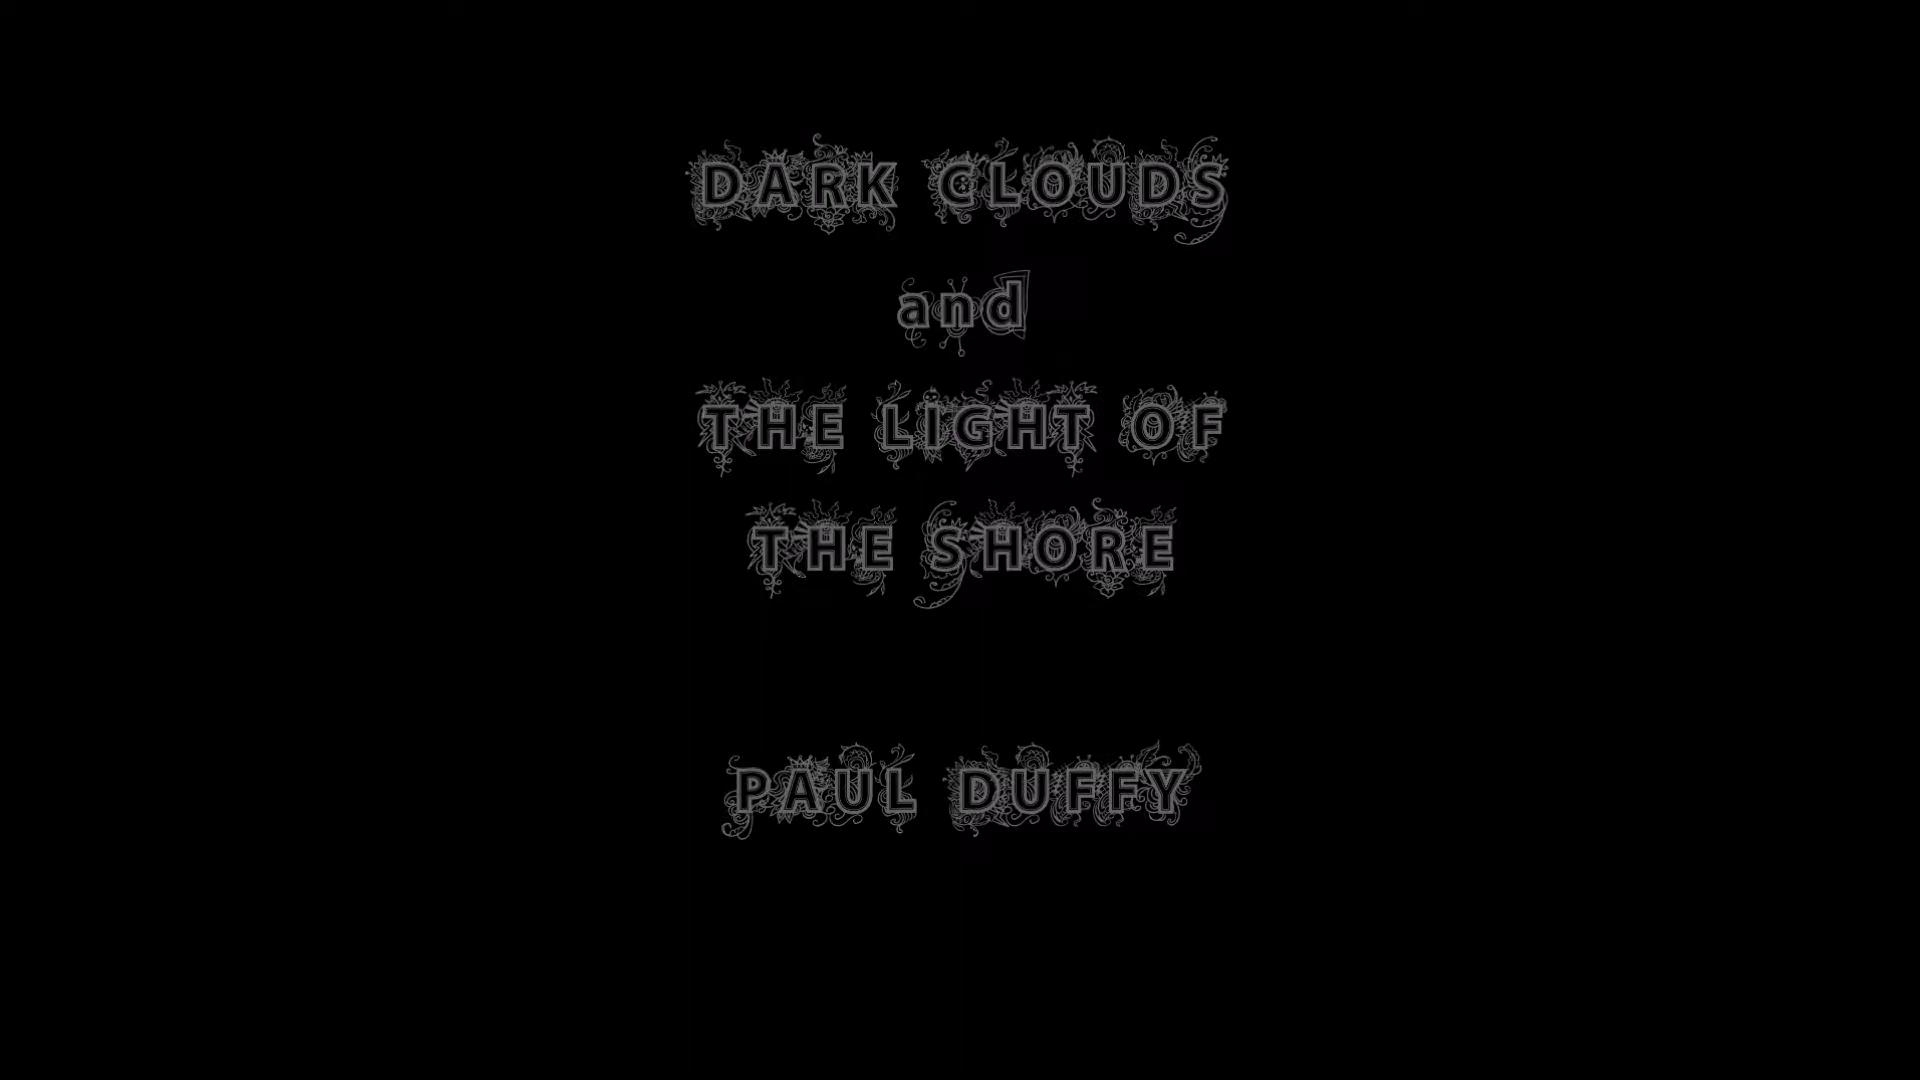 DARK CLOUDS
and
THE LIGHT OF
THE SHORE
PAUL DUFFY